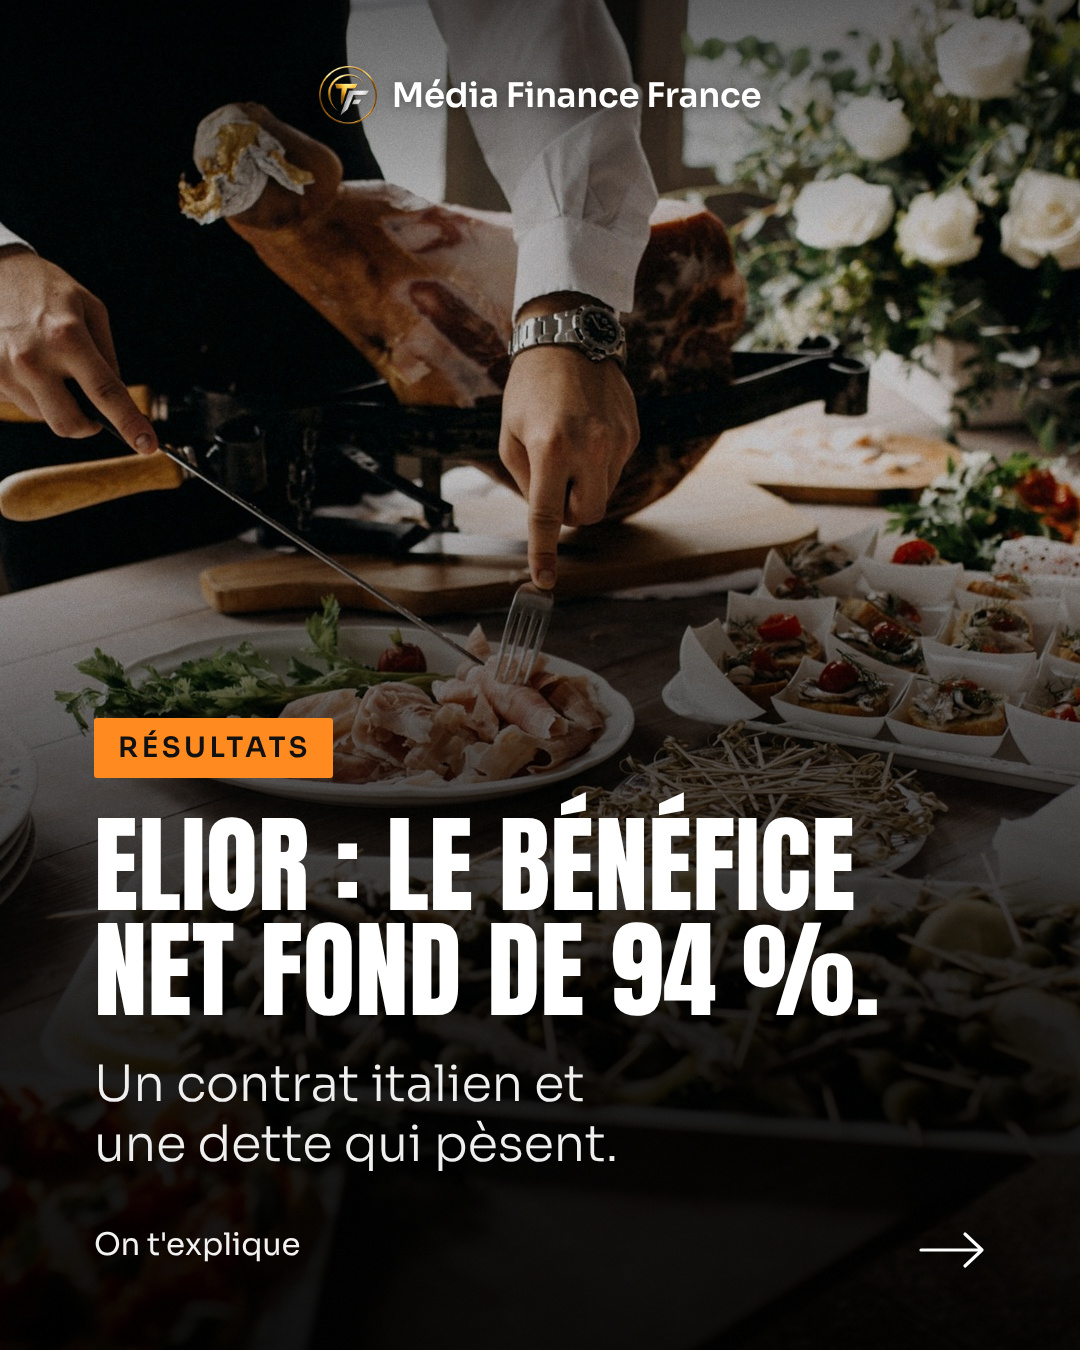 TF Média Finance France
RÉSULTATS
ELIOR : LE BÉNÉFICE
NET FOND DE 94 %.
Un contrat italien et
une dette qui pèsent.
On t'explique